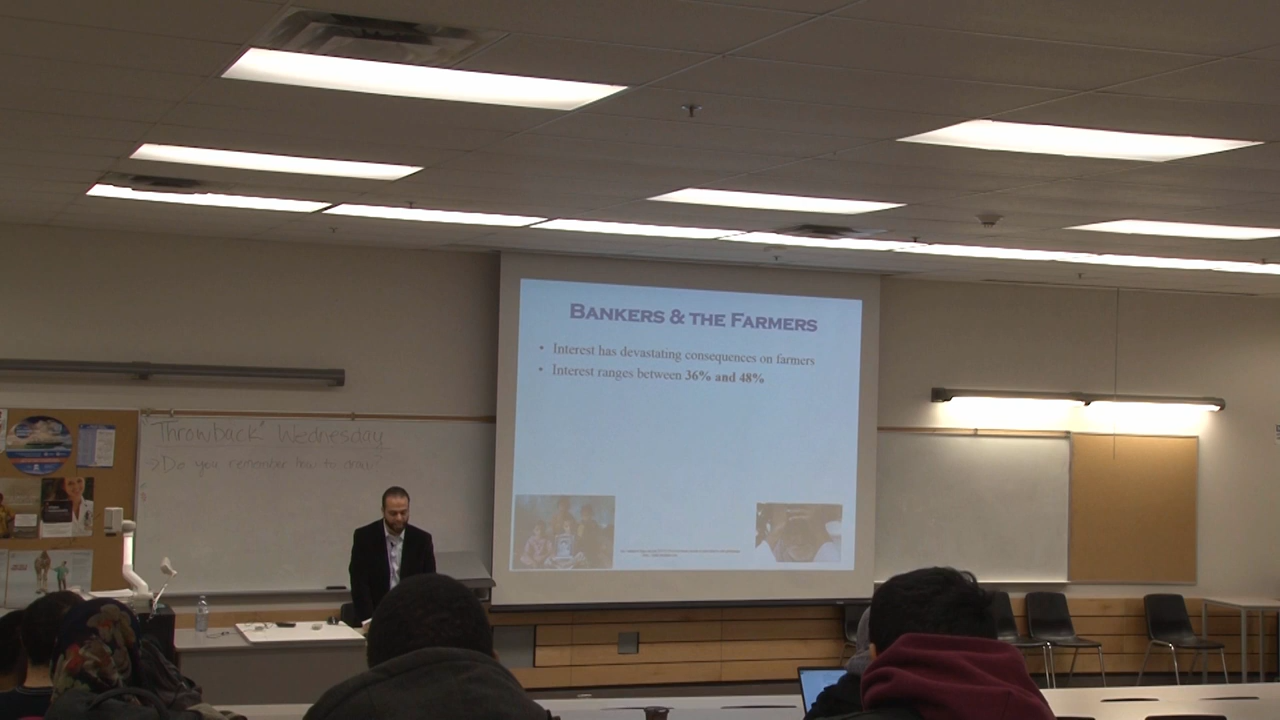 Throwback Wednesday
Do you remember how to draw?
BANKERS & THE FARMERS
• Interest has devastating consequences on farmers
• Interest ranges between 36% and 48%